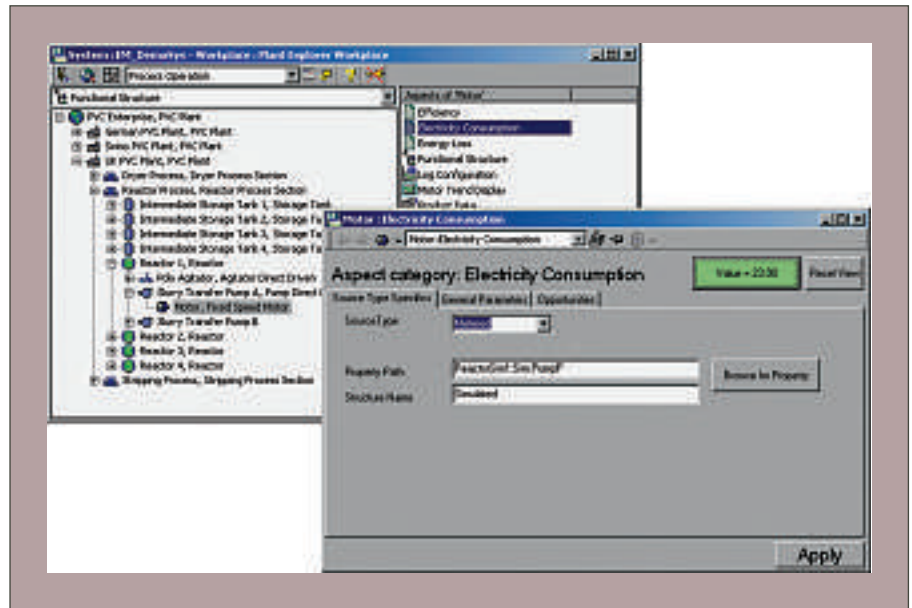 System: EM_Demosys - Workplace : Plant Explorer Workplace
Process Operation
Functional Structure
PVC Enterprise, PVC Plant
German PVC Plant, PVC Plant
Swiss PVC Plant, PVC Plant
UK PVC Plant, PVC Plant
Dryer Process, Dryer Process Section
Reactor Process, Reactor Process Section
Intermediate Storage Tank 1, Storage Tank
Intermediate Storage Tank 2, Storage Ta
Intermediate Storage Tank 3, Storage Ta
Intermediate Storage Tank 4, Storage Ta
Reactor 1, Reactor
Agitator, Agitator Direct Driven
Slurry Transfer Pump A, Pump Direct
Motor, Fixed Speed Motor
Slurry Transfer Pump B
Reactor 2, Reactor
Reactor 3, Reactor
Reactor 4, Reactor
Stripping Process, Stripping Process Section
Aspects of 'Motor'
Efficiency
Electricity Consumption
Energy Loss
Functional Structure
Log Configuration
Motor Trend Display
Motor : Electricity Consumption
Motor:Electricity Consumption
Aspect category: Electricity Consumption
Value = 23.00
Reset View
Source Type Specifics
General Parameters
Opportunities
Source Type
Property Path
Browse for Property
Structure Name
Simulated
Apply